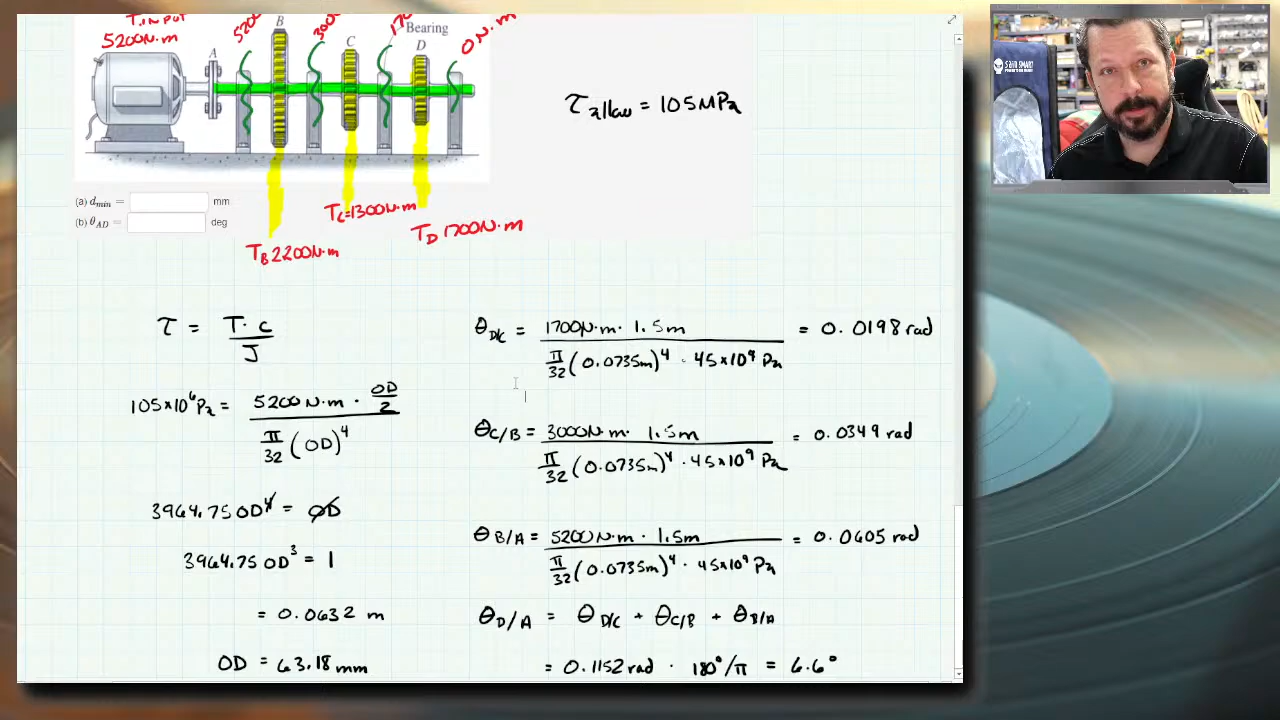 T. INPUT
5200N·m
B
Bearing
C
D
A
0 N·m
τ allow = 105MPa
(a) dmin = mm
(b) θAD = deg
TC=1300N·m
TD 1700N·m
TB 2200N·m
τ = T·c / J
105×10⁶Pa = 5200 N·m · OD/2 / π/32 (OD)⁴
3964.75 OD⁴ = OD
3964.75 OD³ = 1
= 0.0632 m
OD = 63.18mm
θD/C = 1700N·m · 1.5m / π/32 (0.0735m)⁴ · 45×10⁹ Pa = 0.0198 rad
θC/B = 3000N·m · 1.5m / π/32 (0.0735m)⁴ · 45×10⁹ Pa = 0.0349 rad
θB/A = 5200N·m · 1.5m / π/32 (0.0735m)⁴ · 45×10⁹ Pa = 0.0605 rad
θD/A = θD/C + θC/B + θB/A
= 0.1152 rad · 180°/π = 6.6°